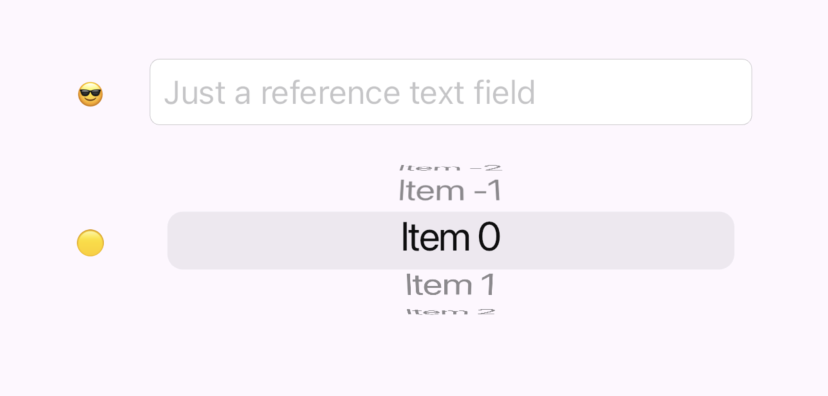 😎 Just a reference text field
Item -2
Item -1
🟡 Item 0
Item 1
Item 2